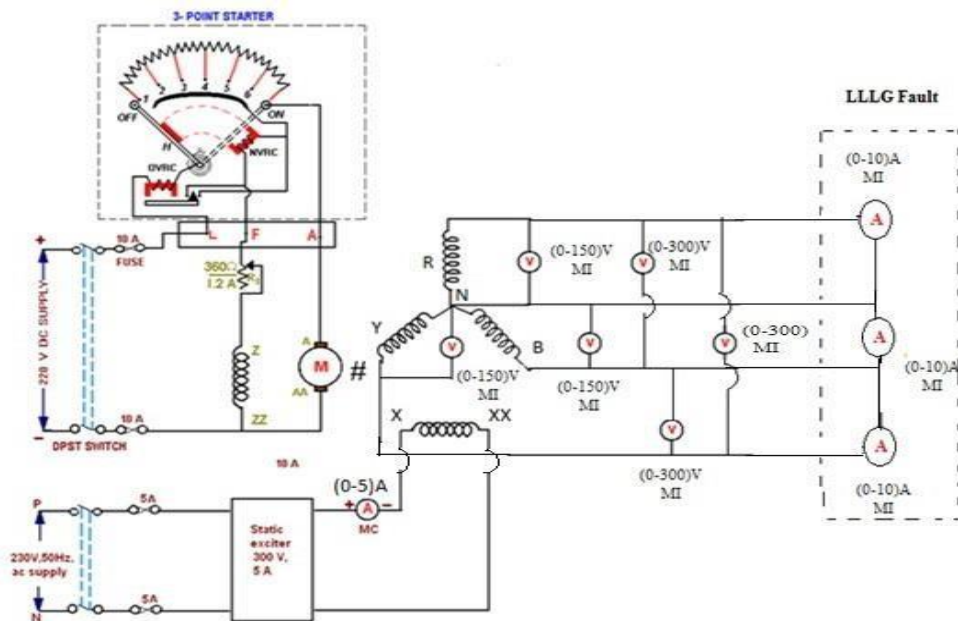 3- POINT STARTER
1
2
3
4
5
6
OFF
ON
H
NVRC
OVRC
L
F
A
+
10 A
FUSE
360Ω
1.2 A
220 V DC SUPPLY
Z
ZZ
A
M
AA
#
−
10 A
DPST SWITCH
10 A
P
5A
230V,50Hz,
ac supply
N
5A
Static
exciter
300 V,
5 A
(0-5)A
+ A −
MC
X
XX
R
N
Y
B
V
(0-150)V
MI
V
(0-300)V
MI
V
(0-150)V
MI
V
(0-150)V
MI
V
(0-300)
MI
V
(0-300)V
MI
LLLG Fault
(0-10)A
MI
A
A
(0-10)A
MI
A
(0-10)A
MI